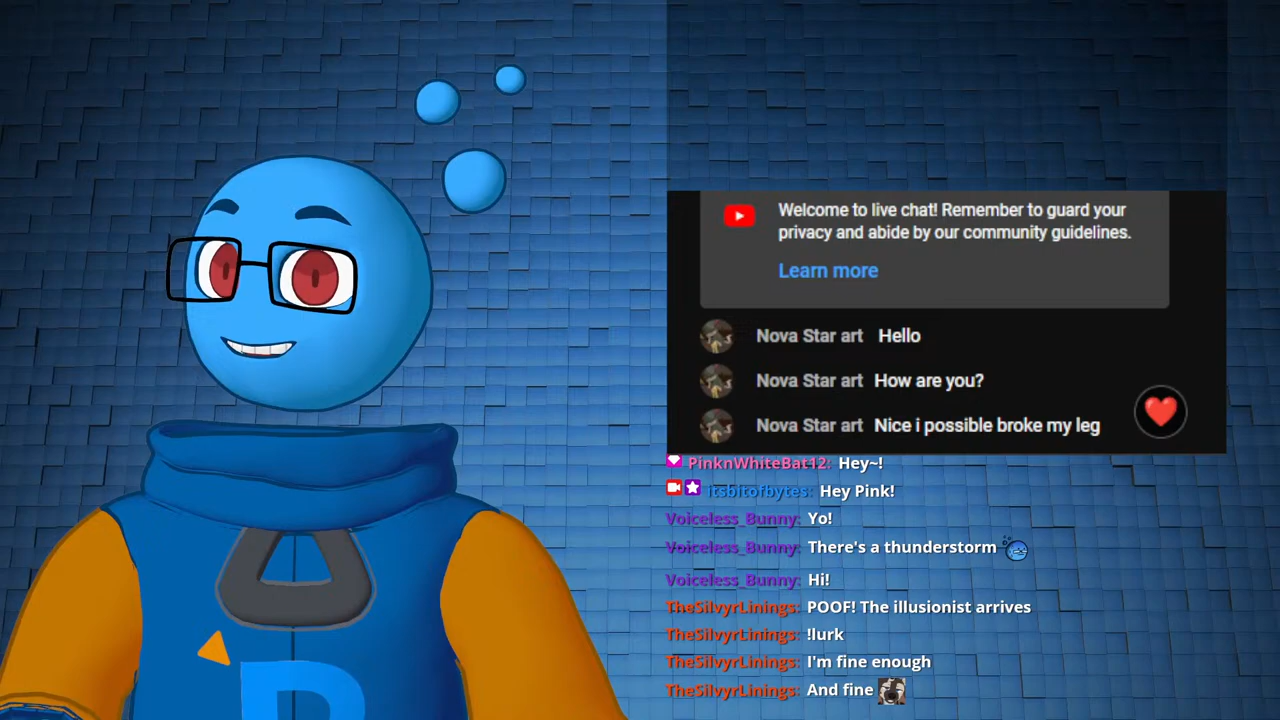 Welcome to live chat! Remember to guard your
privacy and abide by our community guidelines.
Learn more
Nova Star art Hello
Nova Star art How are you?
Nova Star art Nice i possible broke my leg
PinknWhiteBat12: Hey~!
itsbitofbytes: Hey Pink!
Voiceless_Bunny: Yo!
Voiceless_Bunny: There's a thunderstorm
Voiceless_Bunny: Hi!
TheSilvyrLinings: POOF! The illusionist arrives
TheSilvyrLinings: !lurk
TheSilvyrLinings: I'm fine enough
TheSilvyrLinings: And fine